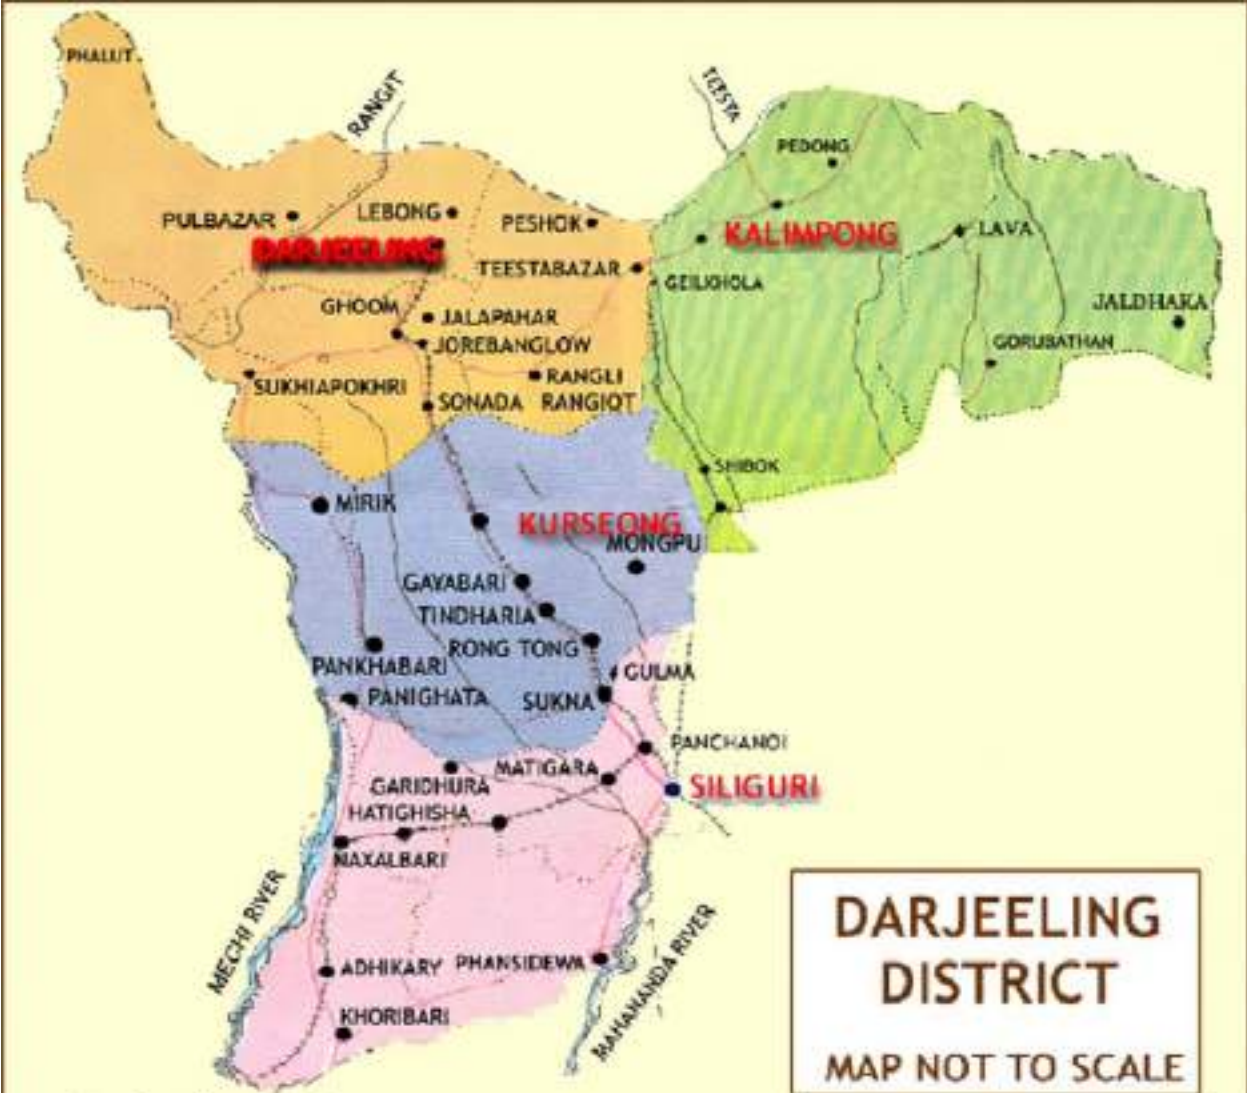 PHALUT
RANGIT
TEESTA
PEDONG
PULBAZAR
LEBONG
PESHOK
DARJEELING
KALIMPONG
LAVA
TEESTABAZAR
GEILKHOLA
GHOOM
JALAPAHAR
JALDHAKA
JOREBANGLOW
GORUBATHAN
SUKHIAPOKHRI
RANGLI
SONADA
RANGIOT
SHIBOK
MIRIK
KURSEONG
MONGPU
GAYABARI
TINDHARIA
RONG TONG
PANKHABARI
GULMA
PANIGHATA
SUKNA
PANCHANOI
MATIGARA
GARIDHURA
SILIGURI
HATIGHISHA
NAXALBARI
MECHI RIVER
ADHIKARY
PHANSIDEWA
MAHANANDA RIVER
KHORIBARI
DARJEELING
DISTRICT
MAP NOT TO SCALE